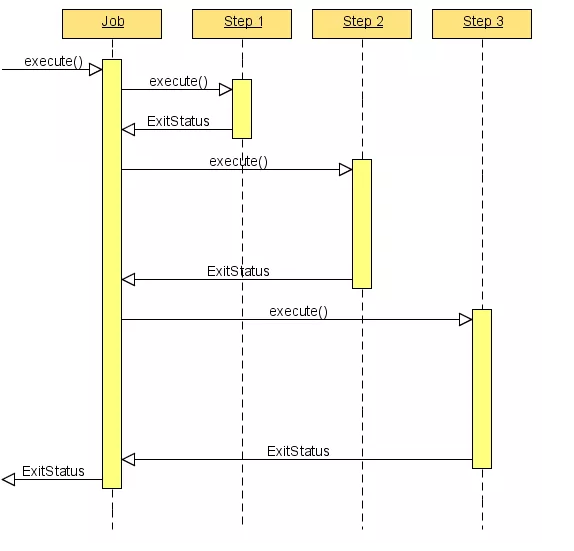 Job
Step 1
Step 2
Step 3
execute()
execute()
ExitStatus
execute()
ExitStatus
execute()
ExitStatus
ExitStatus